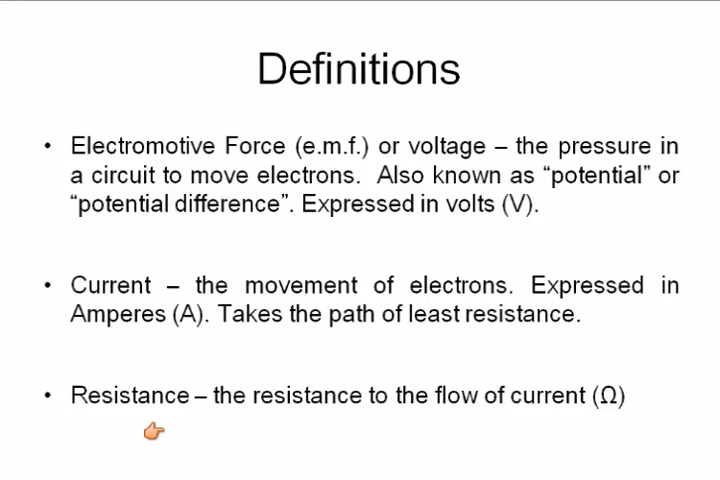 Definitions
• Electromotive Force (e.m.f.) or voltage – the pressure in
a circuit to move electrons. Also known as “potential” or
“potential difference”. Expressed in volts (V).
• Current – the movement of electrons. Expressed in
Amperes (A). Takes the path of least resistance.
• Resistance – the resistance to the flow of current (Ω)